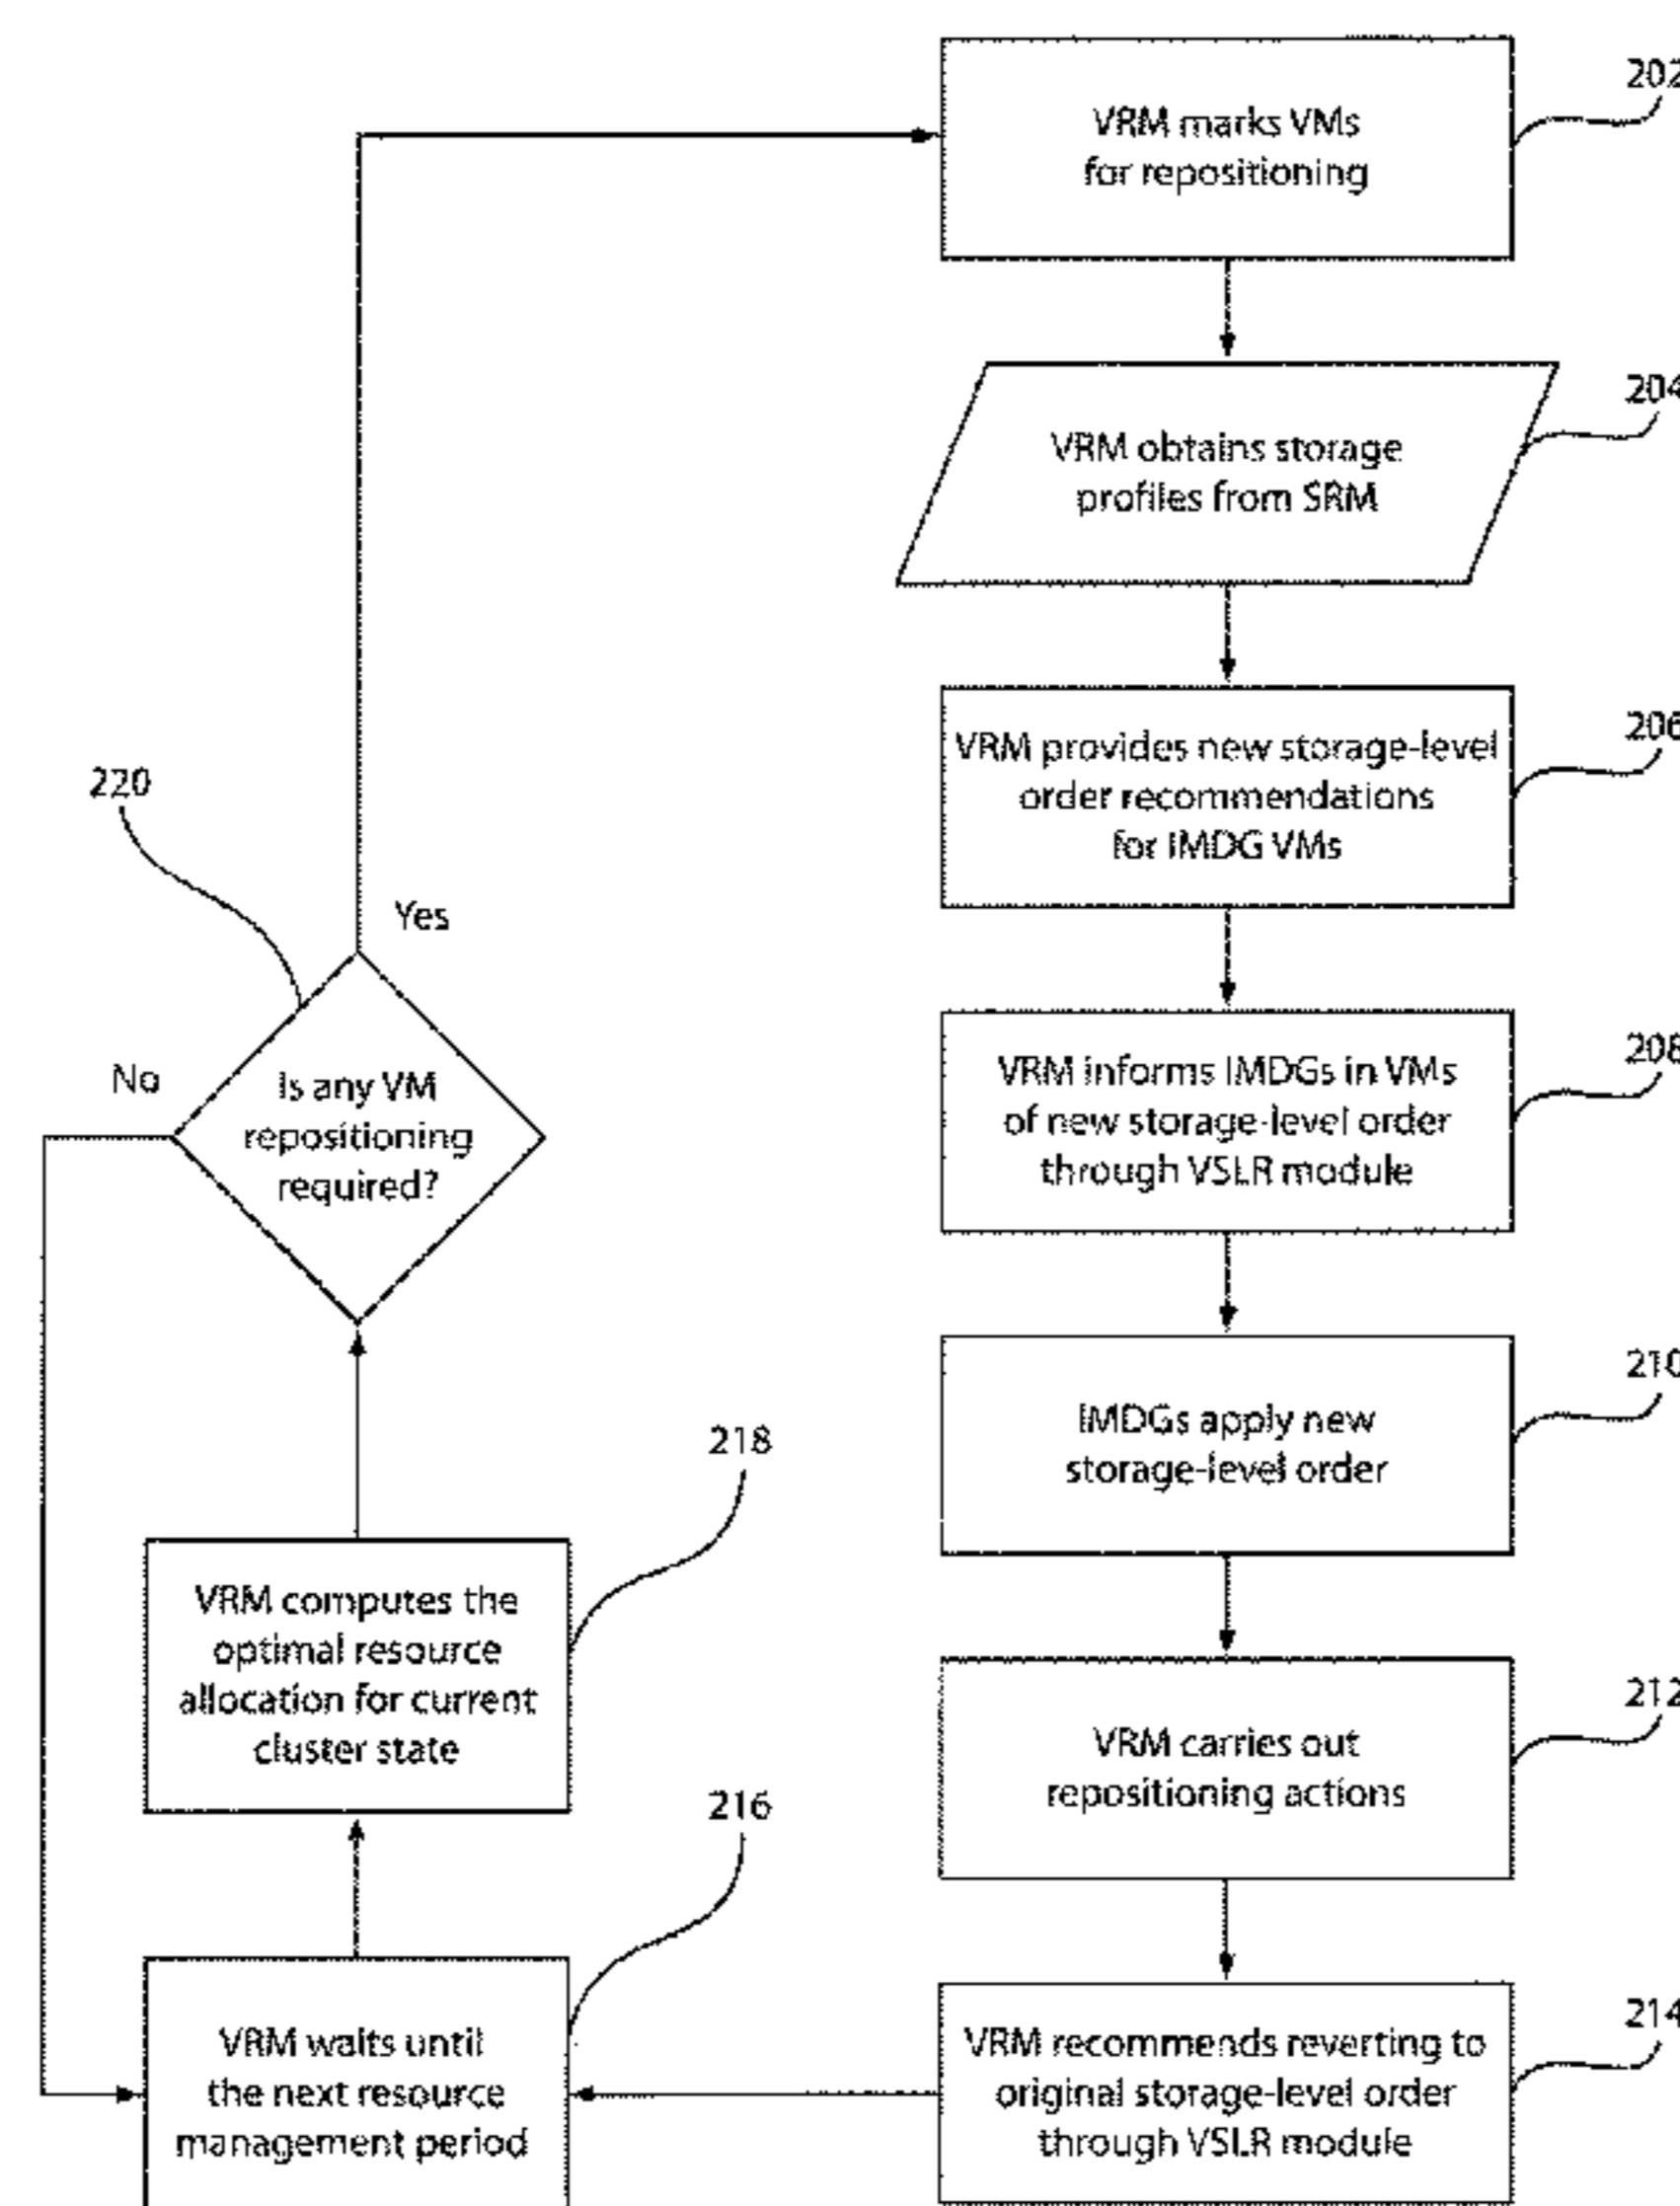 VRM marks VMs
for repositioning
202
VRM obtains storage
profiles from SRM
204
VRM provides new storage-level
order recommendations
for IMDG VMs
206
VRM informs IMDGs in VMs
of new storage-level order
through VSLR module
208
IMDGs apply new
storage-level order
210
VRM carries out
repositioning actions
212
VRM recommends reverting to
original storage-level order
through VSLR module
214
VRM waits until
the next resource
management period
216
VRM computes the
optimal resource
allocation for current
cluster state
218
Is any VM
repositioning
required?
220
Yes
No